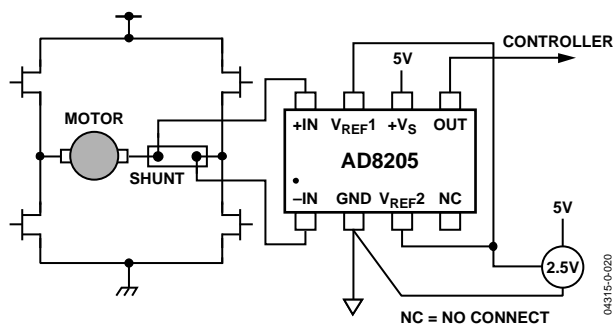 CONTROLLER
5V
MOTOR
+IN VREF1 +VS OUT
AD8205
SHUNT
–IN GND VREF2 NC
5V
2.5V
NC = NO CONNECT
04315-0-020